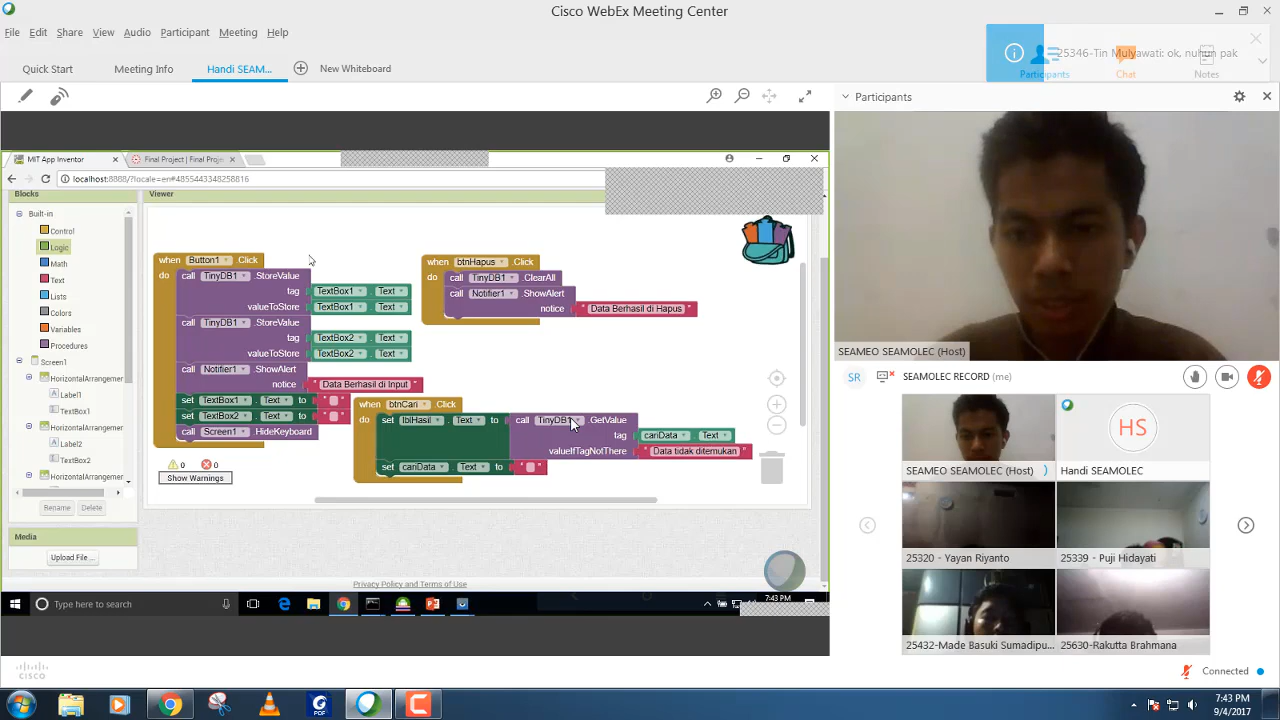 Cisco WebEx Meeting Center
File Edit Share View Audio Participant Meeting Help
25346-Tin Mulyawati: ok, nuhun pak
Participants Chat Notes
Quick Start Meeting Info Handi SEAM... New Whiteboard
Participants
MIT App Inventor Final Project | Final Proje
localhost:8888/?locale=en#4855443348258816
Blocks Viewer
Built-in
Control
Logic
Math
Text
Lists
Colors
Variables
Procedures
Screen1
HorizontalArrangemer
Label1
TextBox1
HorizontalArrangemer
Label2
TextBox2
HorizontalArrangemer
Rename Delete
Media
Upload File ...
when Button1 .Click
do call TinyDB1 .StoreValue
tag TextBox1 . Text
valueToStore TextBox1 . Text
call TinyDB1 .StoreValue
tag TextBox2 . Text
valueToStore TextBox2 . Text
call Notifier1 .ShowAlert
notice " Data Berhasil di Input "
set TextBox1 . Text to " "
set TextBox2 . Text to " "
call Screen1 .HideKeyboard
when btnHapus .Click
do call TinyDB1 .ClearAll
call Notifier1 .ShowAlert
notice " Data Berhasil di Hapus "
when btnCari .Click
do set lblHasil . Text to call TinyDB1 .GetValue
tag cariData . Text
valueIfTagNotThere " Data tidak ditemukan "
set cariData . Text to " "
0 0
Show Warnings
Privacy Policy and Terms of Use
Type here to search
7:43 PM
SEAMEO SEAMOLEC (Host)
SR SEAMOLEC RECORD (me)
HS
SEAMEO SEAMOLEC (Host) Handi SEAMOLEC
25320 - Yayan Riyanto 25339 - Puji Hidayati
25432-Made Basuki Sumadipu... 25630-Rakutta Brahmana
CISCO
Connected
PDF
7:43 PM
9/4/2017